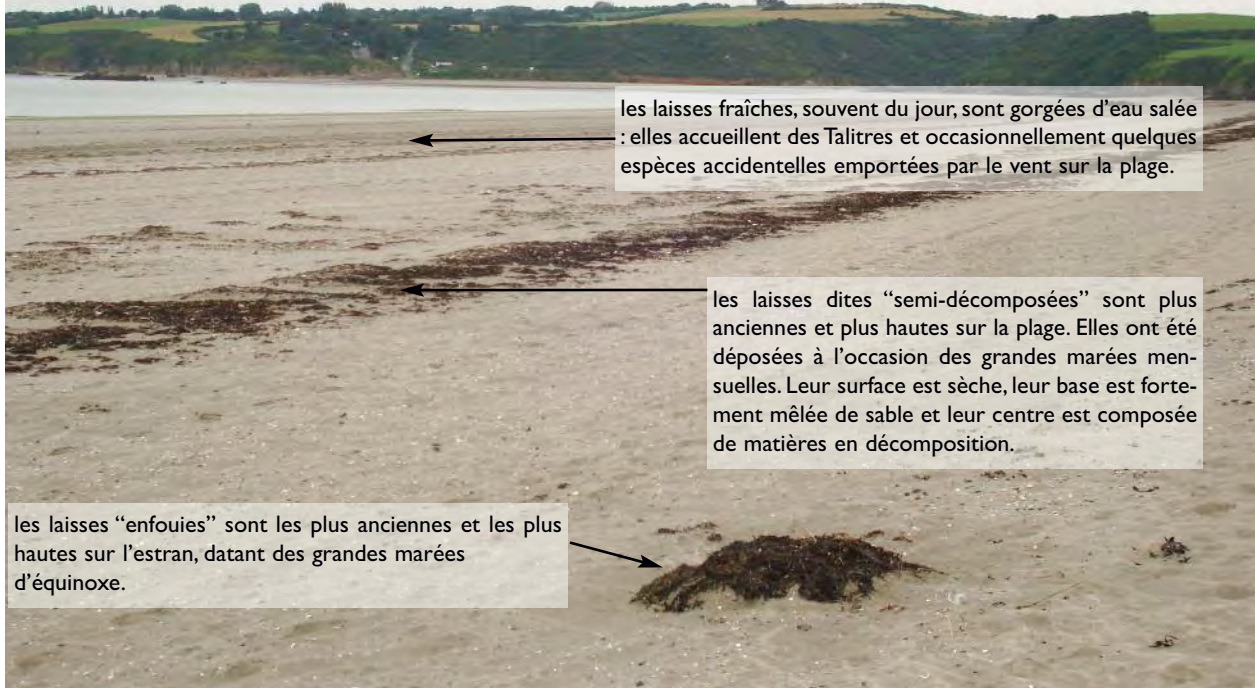 les laisses fraîches, souvent du jour, sont gorgées d’eau salée
: elles accueillent des Talitres et occasionnellement quelques
espèces accidentelles emportées par le vent sur la plage.
les laisses dites “semi-décomposées” sont plus
anciennes et plus hautes sur la plage. Elles ont été
déposées à l’occasion des grandes marées men-
suelles. Leur surface est sèche, leur base est forte-
ment mêlée de sable et leur centre est composée
de matières en décomposition.
les laisses “enfouies” sont les plus anciennes et les plus
hautes sur l’estran, datant des grandes marées
d’équinoxe.